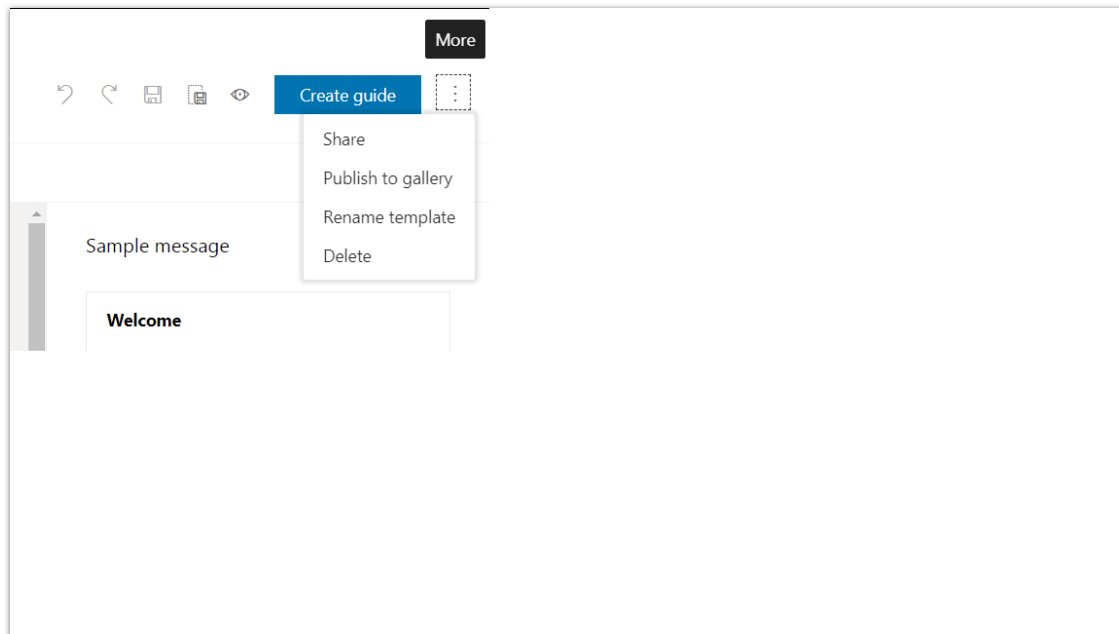 More
Create guide
Share
Publish to gallery
Rename template
Delete
Sample message
Welcome